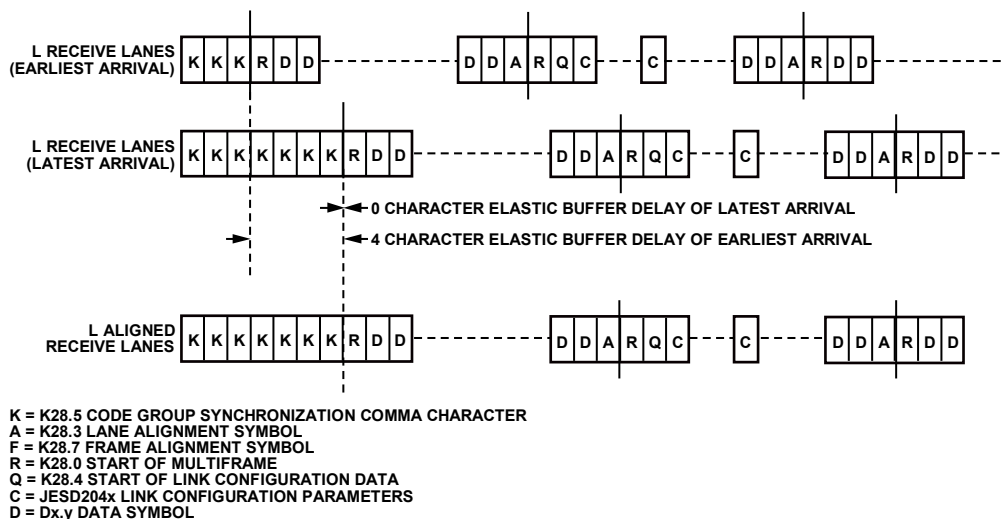 L RECEIVE LANES
(EARLIEST ARRIVAL)
K K K R D D
D D A R Q C
C
D D A R D D
L RECEIVE LANES
(LATEST ARRIVAL)
K K K K K K K R D D
D D A R Q C
C
D D A R D D
0 CHARACTER ELASTIC BUFFER DELAY OF LATEST ARRIVAL
4 CHARACTER ELASTIC BUFFER DELAY OF EARLIEST ARRIVAL
L ALIGNED
RECEIVE LANES
K K K K K K K R D D
D D A R Q C
C
D D A R D D
K = K28.5 CODE GROUP SYNCHRONIZATION COMMA CHARACTER
A = K28.3 LANE ALIGNMENT SYMBOL
F = K28.7 FRAME ALIGNMENT SYMBOL
R = K28.0 START OF MULTIFRAME
Q = K28.4 START OF LINK CONFIGURATION DATA
C = JESD204x LINK CONFIGURATION PARAMETERS
D = Dx.y DATA SYMBOL